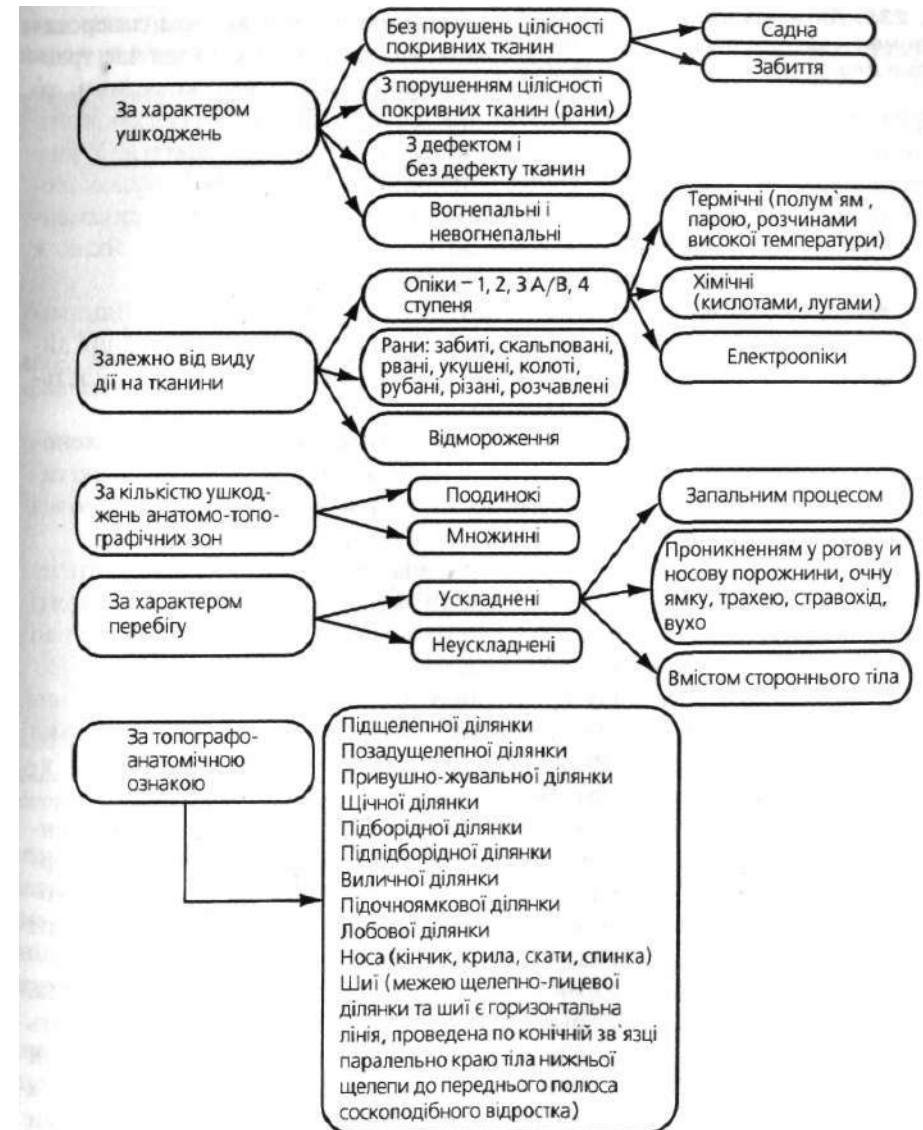 За характером
ушкоджень
Без порушень цілісності
покривних тканин
Садна
Забиття
З порушенням цілісності
покривних тканин (рани)
З дефектом і
без дефекту тканин
Вогнепальні і
невогнепальні
Залежно від виду
дії на тканини
Опіки – 1, 2, 3 А/В, 4
ступеня
Термічні (полум`ям ,
парою, розчинами
високої температури)
Хімічні
(кислотами, лугами)
Електроопіки
Рани: забиті, скальповані,
рвані, укушені, колоті,
рубані, різані, розчавлені
Відмороження
За кількістю ушкод-
жень анатомо-топо-
графічних зон
Поодинокі
Множинні
За характером
перебігу
Ускладнені
Неускладнені
Запальним процесом
Проникненням у ротову и
носову порожнини, очну
ямку, трахею, стравохід,
вухо
Вмістом стороннього тіла
За топографо-
анатомічною
ознакою
Підщелепної ділянки
Позадущелепної ділянки
Привушно-жувальної ділянки
Щічної ділянки
Підборідної ділянки
Підпідборідної ділянки
Виличної ділянки
Підочноямкової ділянки
Лобової ділянки
Носа (кінчик, крила, скати, спинка)
Шиї (межею щелепно-лицевої
ділянки та шиї є горизонтальна
лінія, проведена по конічній зв`язці
паралельно краю тіла нижньої
щелепи до переднього полюса
соскоподібного відростка)